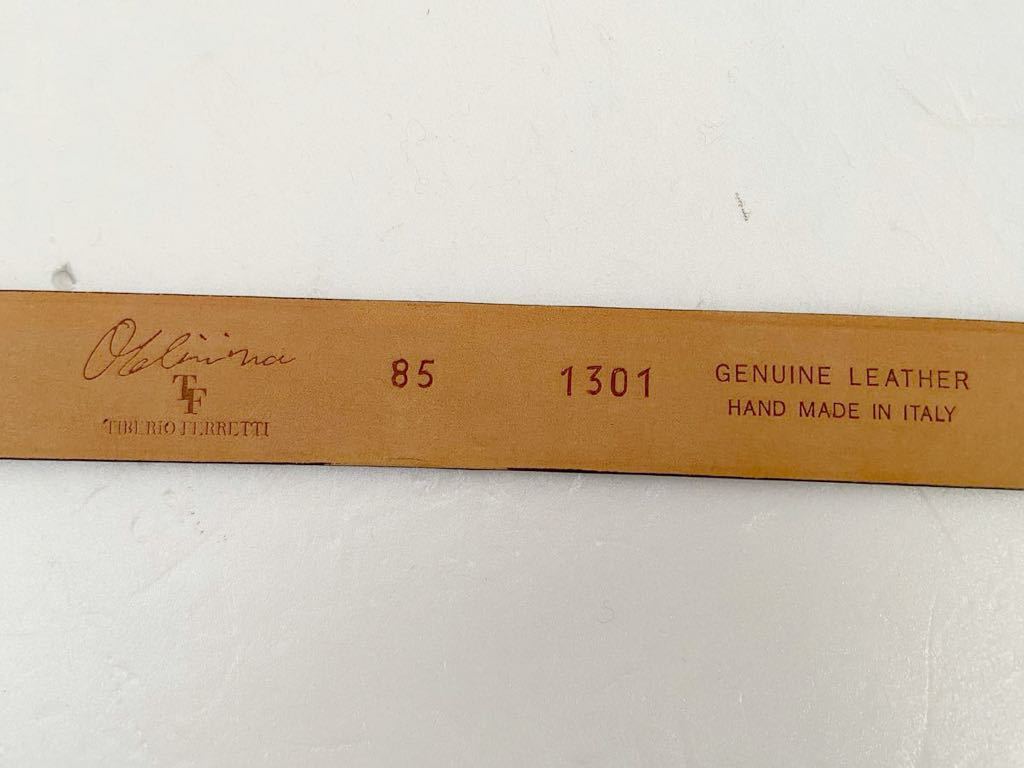 TF
TIBERIO FERRETTI
85
1301
GENUINE LEATHER
HAND MADE IN ITALY